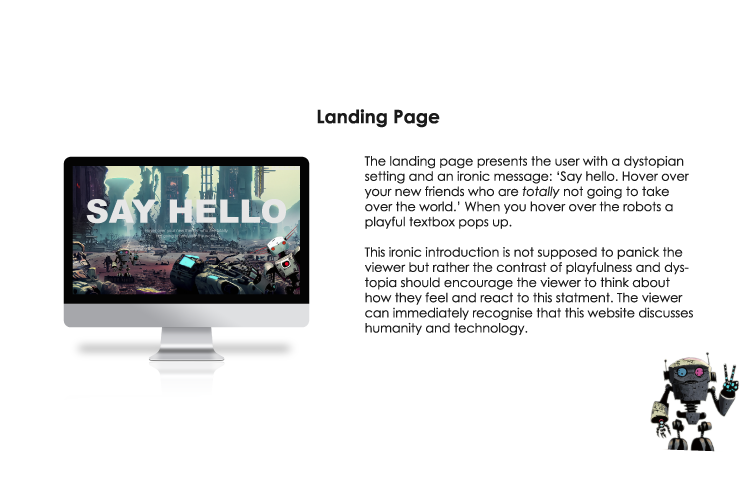 Landing Page
SAY HELLO
The landing page presents the user with a dystopian
setting and an ironic message: ‘Say hello. Hover over
your new friends who are totally not going to take
over the world.’ When you hover over the robots a
playful textbox pops up.
This ironic introduction is not supposed to panick the
viewer but rather the contrast of playfulness and dys-
topia should encourage the viewer to think about
how they feel and react to this statment. The viewer
can immediately recognise that this website discusses
humanity and technology.